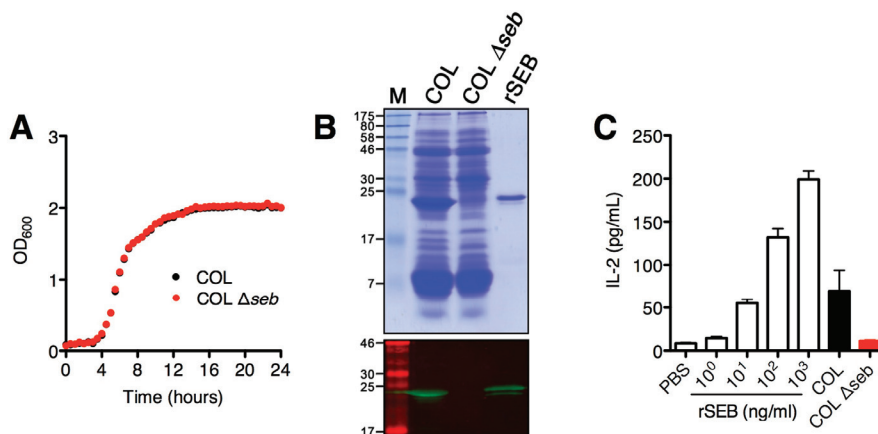 A
3
2
1
0
OD600
COL
COL Δseb
0 4 8 12 16 20 24
Time (hours)
B
M COL COL Δseb rSEB
175
80
58
46
30
25
17
7
46
30
25
17
C
250
200
150
100
50
0
IL-2 (pg/mL)
PBS 10⁰ 10¹ 10² 10³ COL COL Δseb
rSEB (ng/ml)